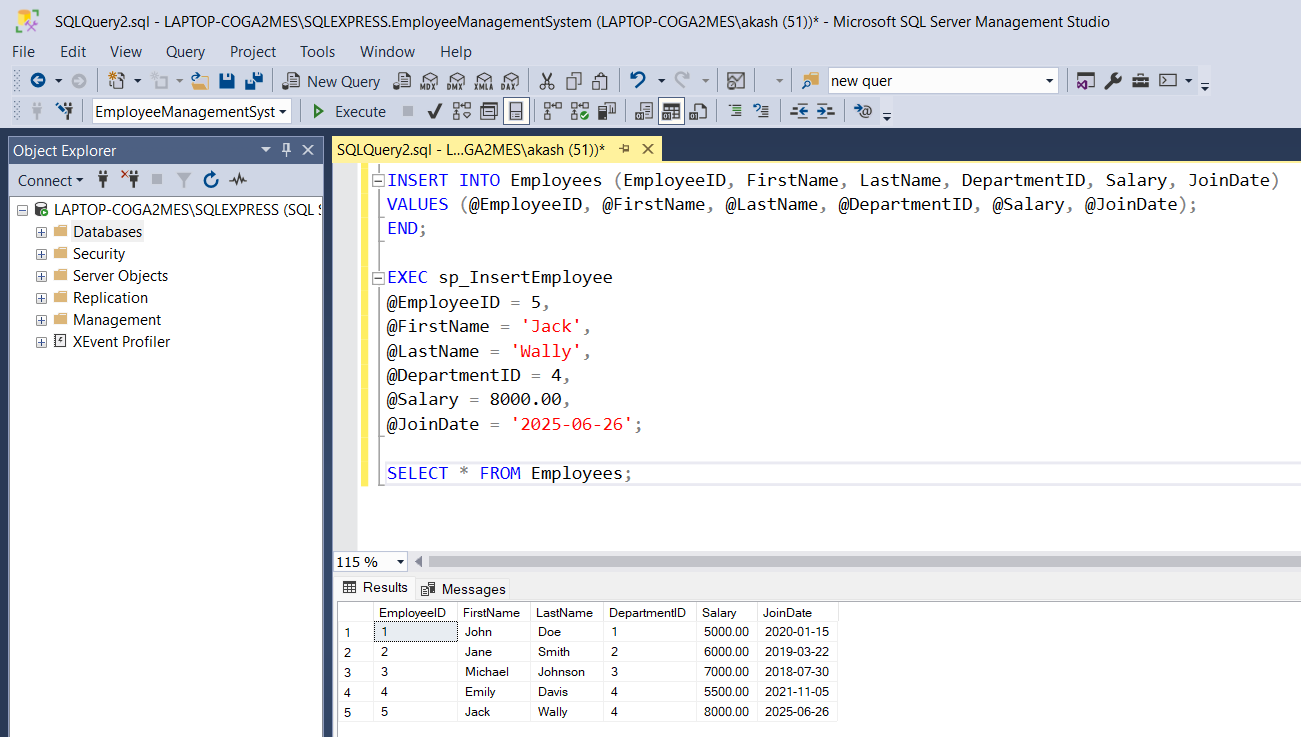 SQLQuery2.sql - LAPTOP-COGA2MES\SQLEXPRESS.EmployeeManagementSystem (LAPTOP-COGA2MES\akash (51))* - Microsoft SQL Server Management Studio
File Edit View Query Project Tools Window Help
New Query MDX DMX XMLA DAX new quer
EmployeeManagementSyst Execute
Object Explorer
Connect
LAPTOP-COGA2MES\SQLEXPRESS (SQL S
Databases
Security
Server Objects
Replication
Management
XEvent Profiler
SQLQuery2.sql - L...GA2MES\akash (51))*
INSERT INTO Employees (EmployeeID, FirstName, LastName, DepartmentID, Salary, JoinDate)
VALUES (@EmployeeID, @FirstName, @LastName, @DepartmentID, @Salary, @JoinDate);
END;
EXEC sp_InsertEmployee
@EmployeeID = 5,
@FirstName = 'Jack',
@LastName = 'Wally',
@DepartmentID = 4,
@Salary = 8000.00,
@JoinDate = '2025-06-26';
SELECT * FROM Employees;
115 %
Results Messages
EmployeeID FirstName LastName DepartmentID Salary JoinDate
1 1 John Doe 1 5000.00 2020-01-15
2 2 Jane Smith 2 6000.00 2019-03-22
3 3 Michael Johnson 3 7000.00 2018-07-30
4 4 Emily Davis 4 5500.00 2021-11-05
5 5 Jack Wally 4 8000.00 2025-06-26